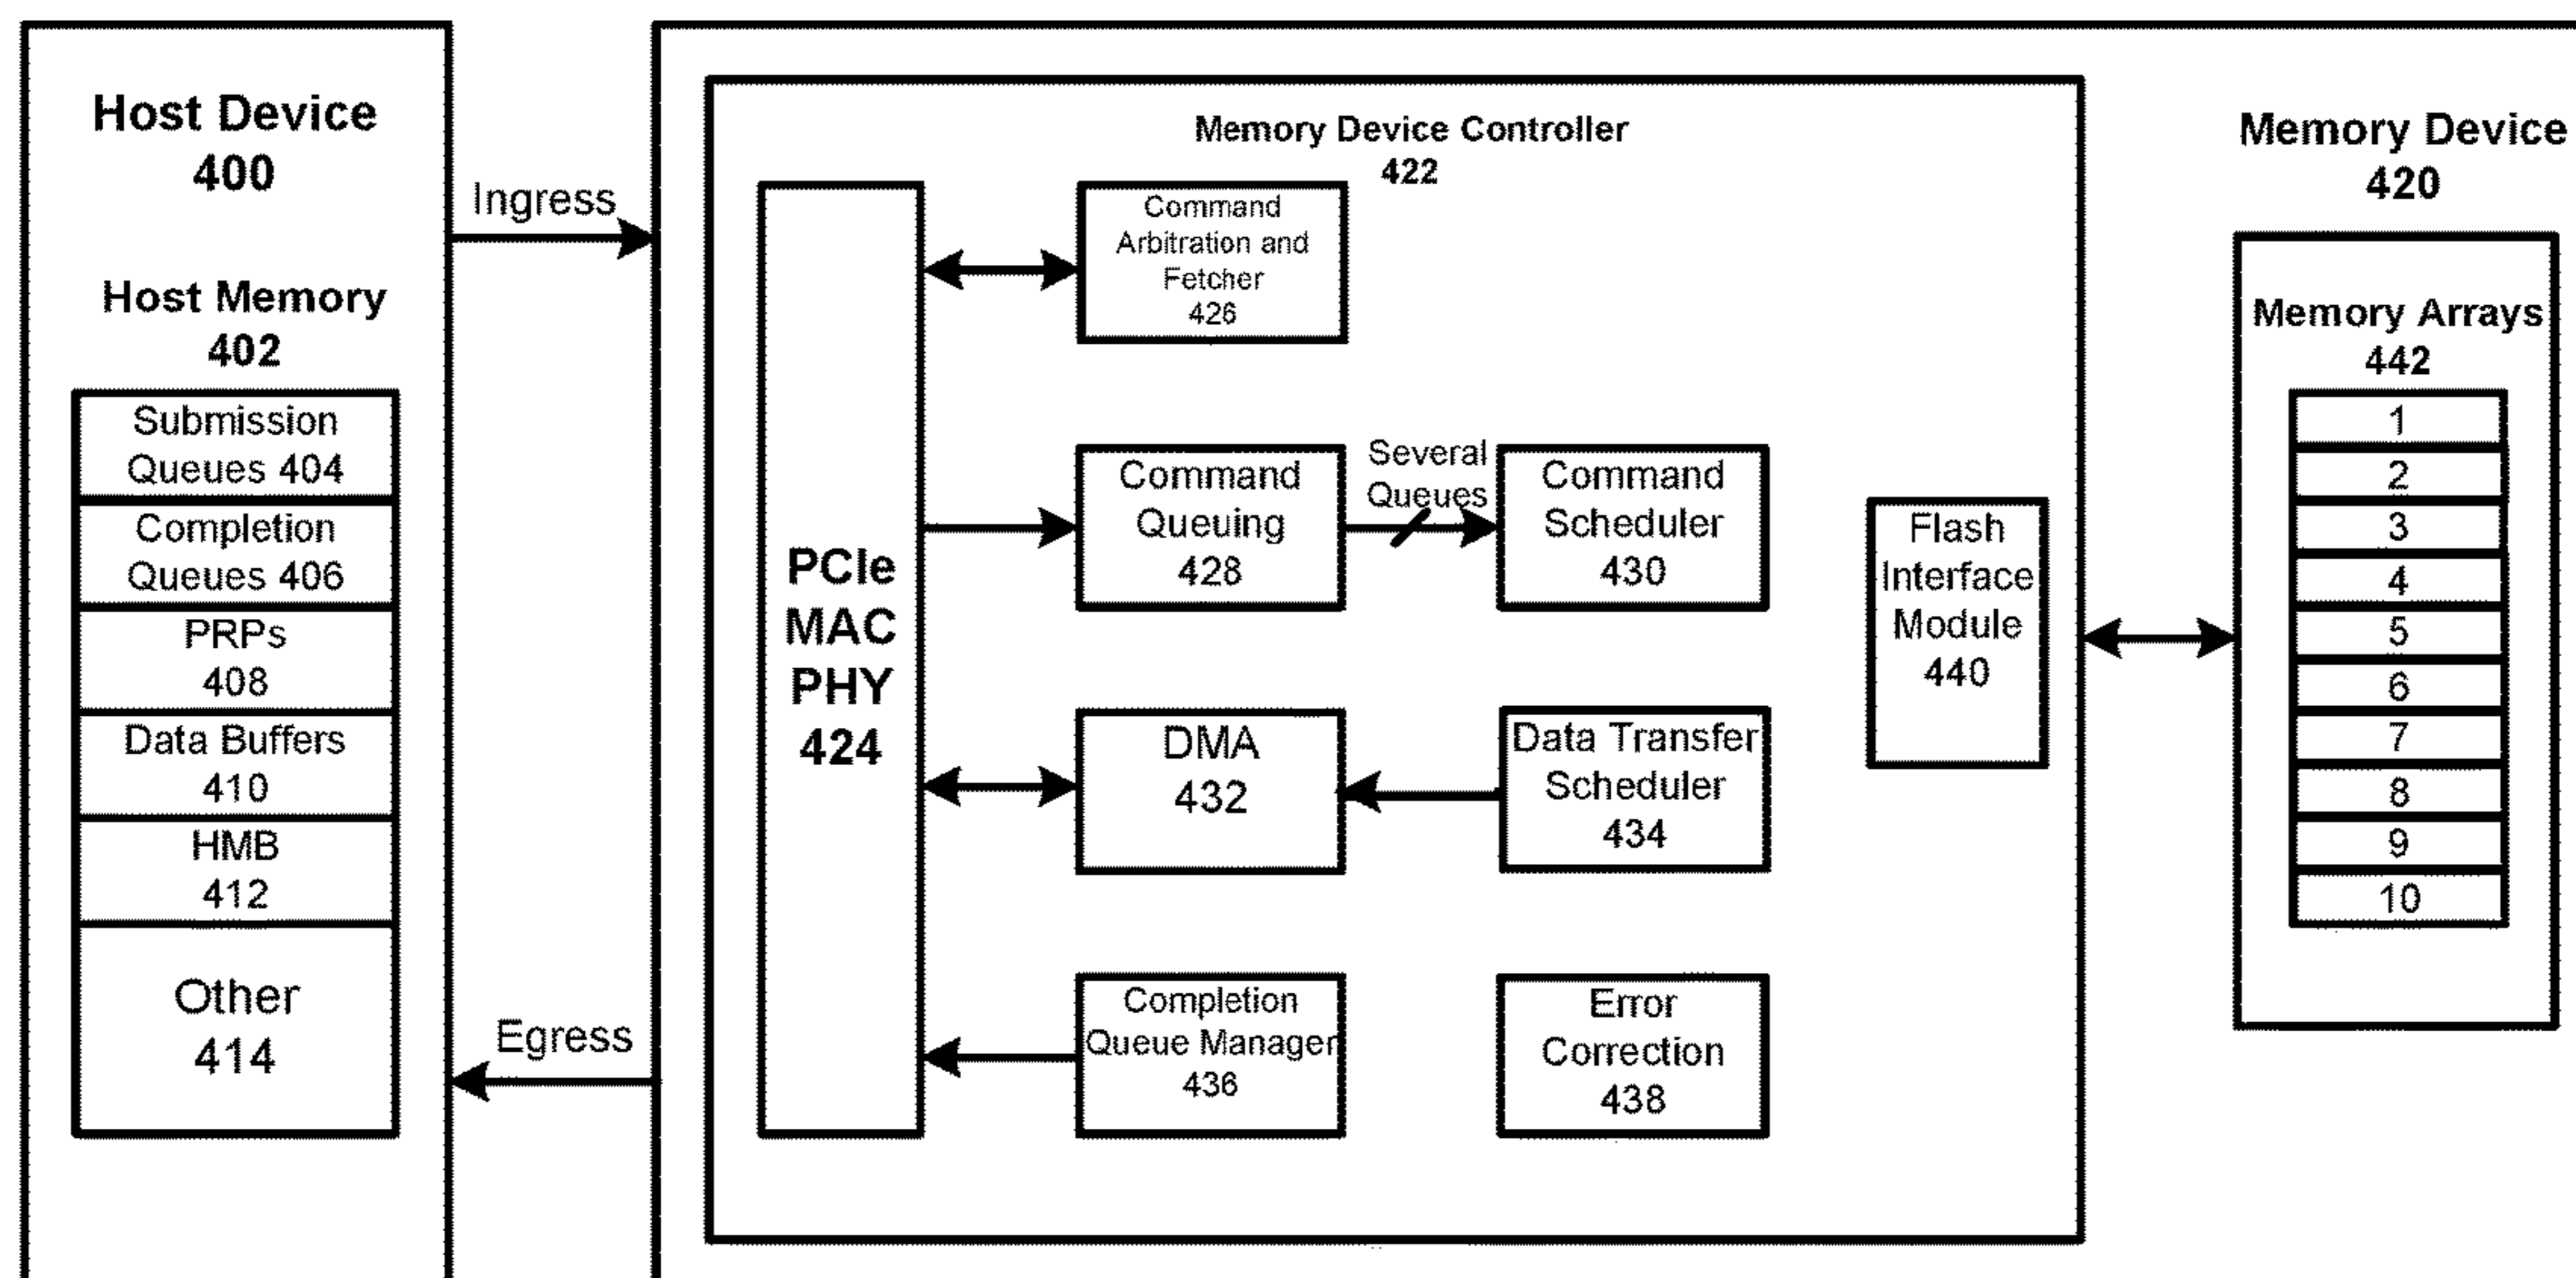 Host Device
400
Host Memory
402
Submission
Queues 404
Completion
Queues 406
PRPs
408
Data Buffers
410
HMB
412
Other
414
Ingress
Egress
Memory Device Controller
422
PCIe
MAC
PHY
424
Command
Arbitration and
Fetcher
426
Command
Queuing
428
Several
Queues
Command
Scheduler
430
DMA
432
Data Transfer
Scheduler
434
Completion
Queue Manager
436
Error
Correction
438
Flash
Interface
Module
440
Memory Device
420
Memory Arrays
442
1
2
3
4
5
6
7
8
9
10